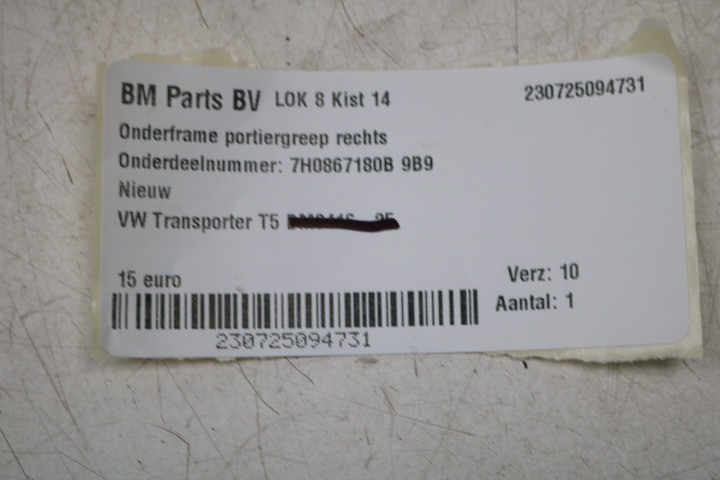 BM Parts BV LOK 8 Kist 14 230725094731
Onderframe portiergreep rechts
Onderdeelnummer: 7H0867180B 9B9
Nieuw
VW Transporter T5
15 euro Verz: 10
Aantal: 1
230725094731